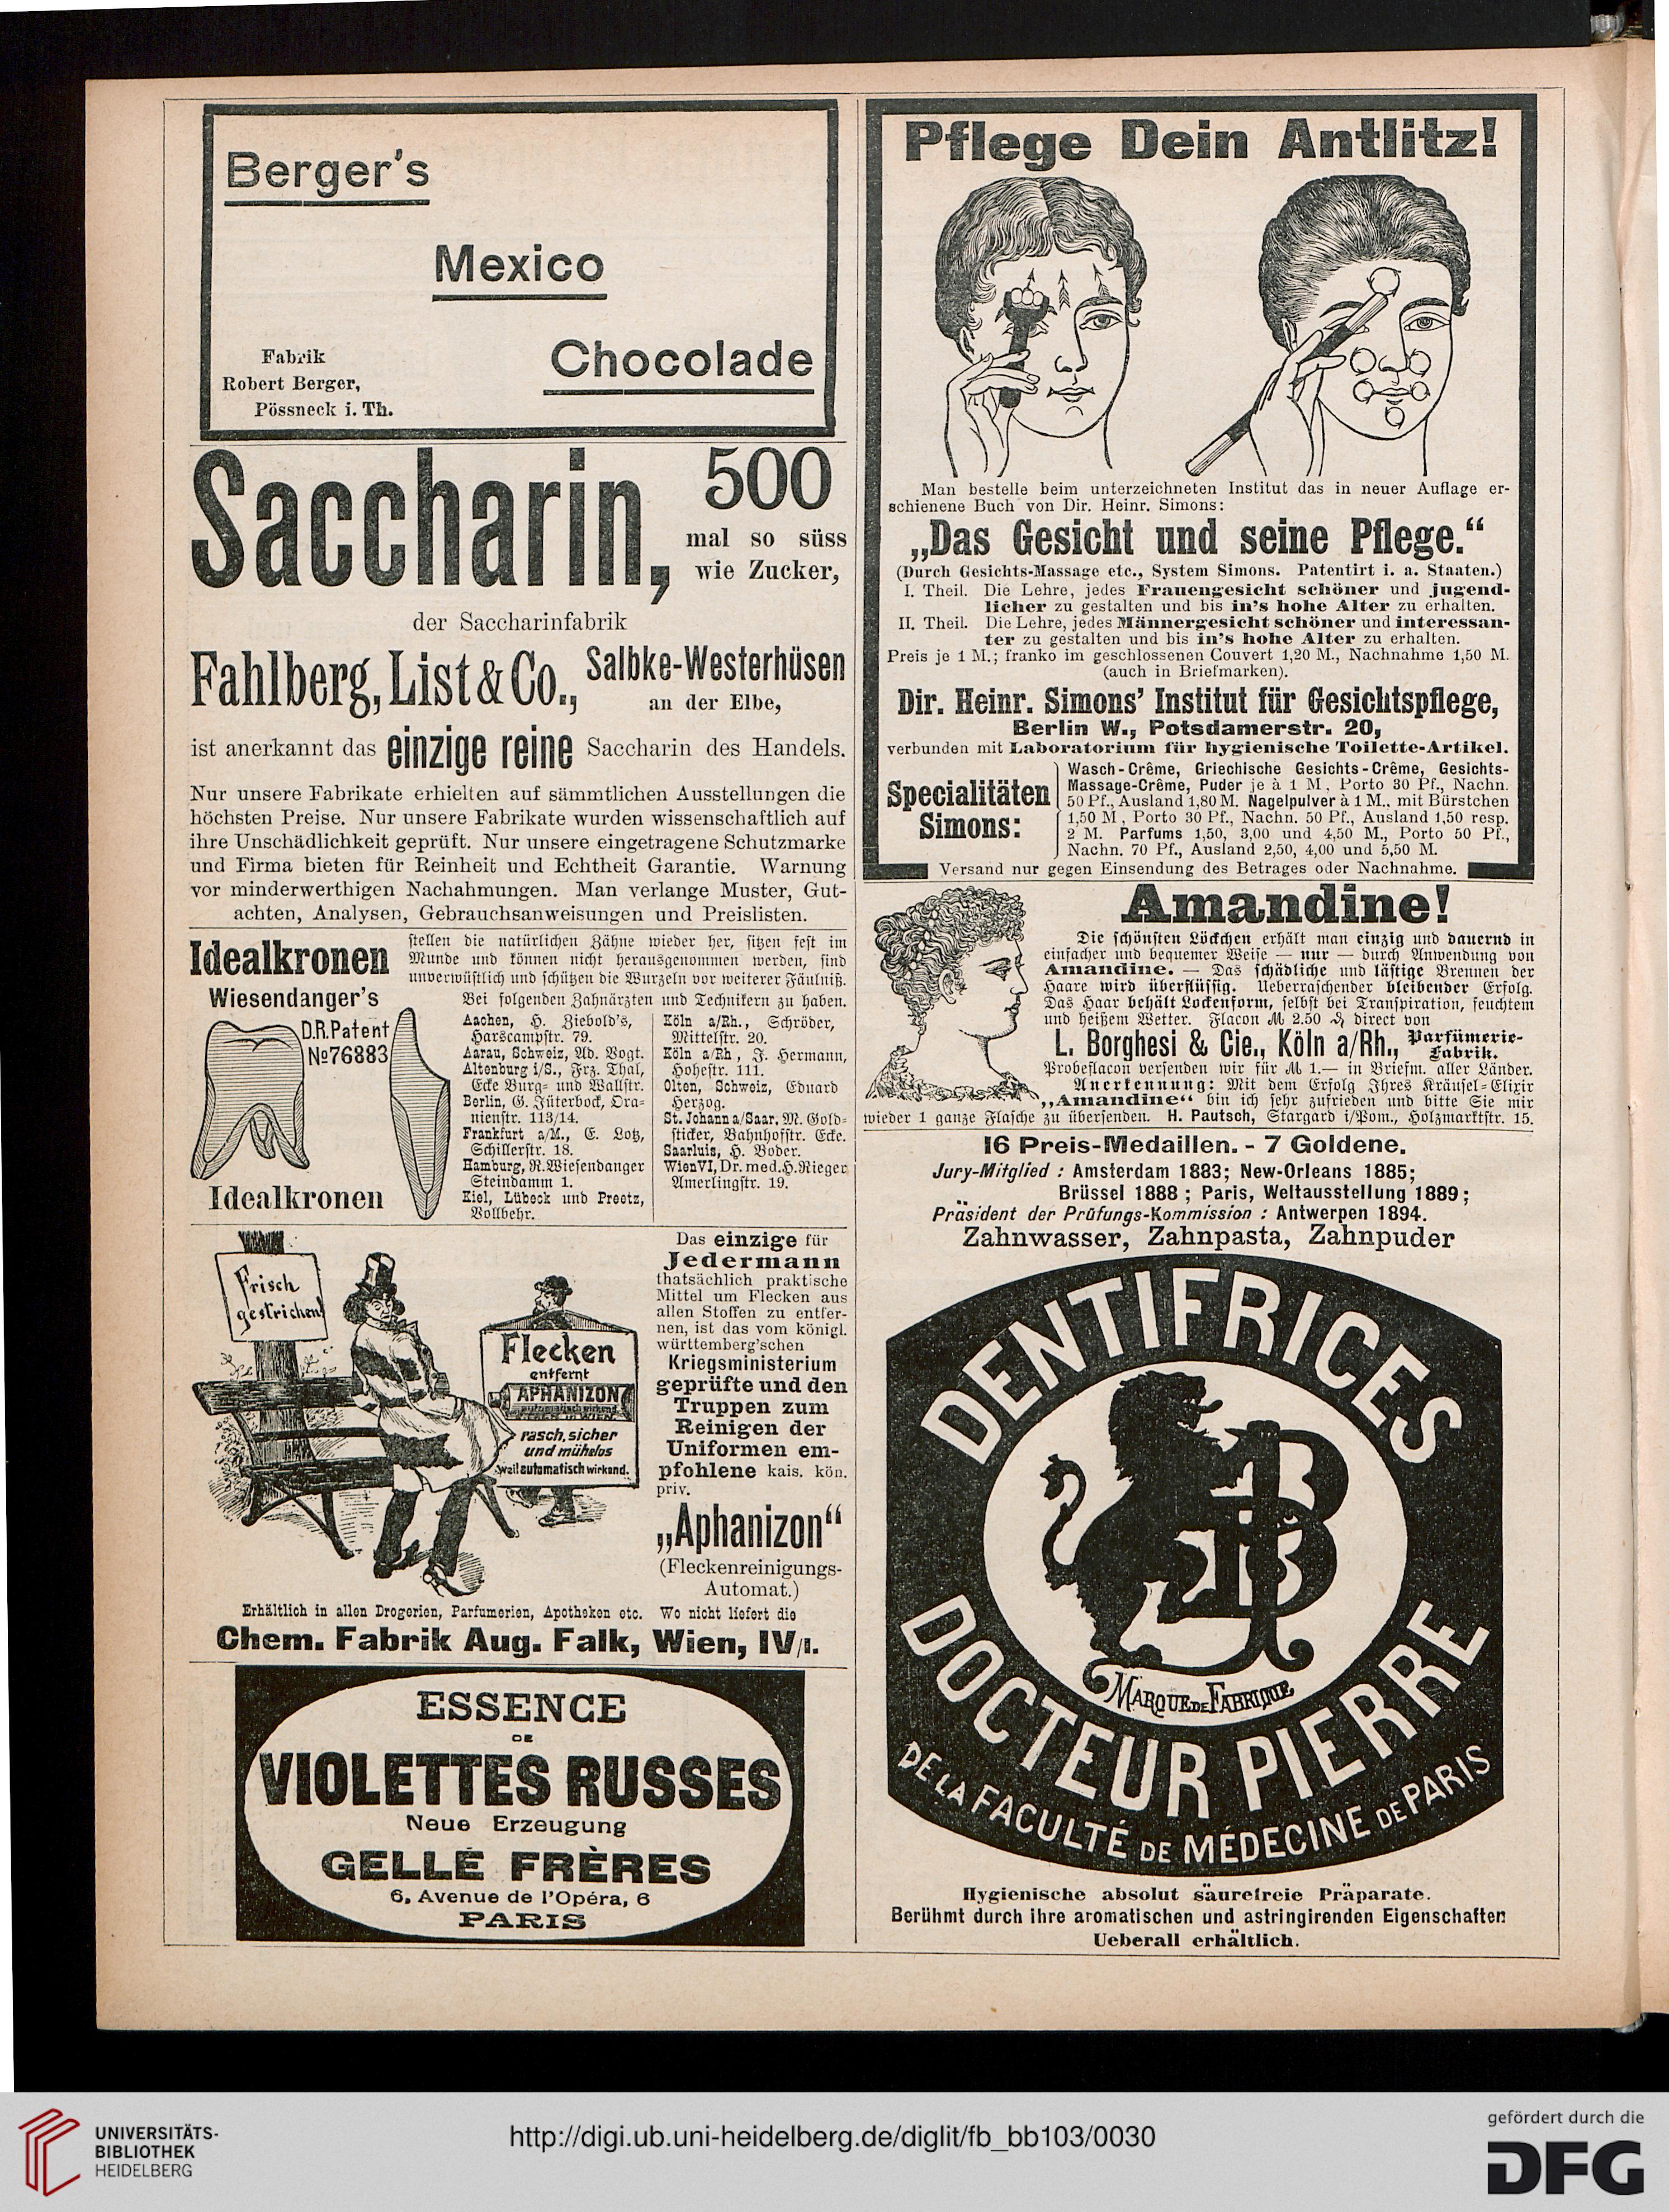 Berger's
Mexico
Chocolade
Fabrik
Robert Berger,
Pössneck i. Th.
Saccharin,
500
mal so süss
wie Zucker,
der Saccharinfabrik
Fahlberg, List & Co.,
Salbke-Westerhüsen
an der Elbe,
ist anerkannt das einzige reine Saccharin des Handels.
Nur unsere Fabrikate erhielten auf sämmtlichen Ausstellungen die
höchsten Preise. Nur unsere Fabrikate wurden wissenschaftlich auf
ihre Unschädlichkeit geprüft. Nur unsere eingetragene Schutzmarke
und Firma bieten für Reinheit und Echtheit Garantie. Warnung
vor minderwerthigen Nachahmungen. Man verlange Muster, Gut-
achten, Analysen, Gebrauchsanweisungen und Preislisten.
Idealkronen
stellen die natürlichen Zähne wieder her, sitzen fest im
Munde und können nicht herausgenommen werden, sind
unverwüstlich und schützen die Wurzeln vor weiterer Fäulniß.
Wiesendanger's
D.R.Patent
No 76883
Idealkronen
Bei folgenden Zahnärzten und Technikern zu haben.
Aachen, H. Ziebold's,
Harscampstr. 79.
Aarau, Schweiz, Ad. Vogt.
Altenburg i/S., Frz. Thal,
Ecke Burg- und Wallstr.
Berlin, G. Jüterbock, Ora-
nienstr. 113/14.
Frankfurt a/M., E. Lotz,
Schillerstr. 18.
Hamburg, R. Wiesendanger
Steindamm 1.
Kiel, Lübeck und Preetz,
Vollbehr.
Köln a/Rh., Schröder,
Mittelstr. 20.
Köln a/Rh, J. Hermann,
Hohestr. 111.
Olten, Schweiz, Eduard
Herzog.
St. Johann a/Saar, M. Gold-
sticker, Bahnhofstr. Ecke.
Saarluis, H. Boder.
Wien VI, Dr. med. H. Rieger
Amerlingstr. 19.
Frisch
gestrichen!
Flecken
entfernt
APHANIZON
automatisch wirkend
rasch, sicher
und mühelos
weil automatisch wirkend.
Das einzige für
Jedermann
thatsächlich praktische
Mittel um Flecken aus
allen Stoffen zu entfer-
nen, ist das vom königl.
württemberg'schen
Kriegsministerium
geprüfte und den
Truppen zum
Reinigen der
Uniformen em-
pfohlene kais. kön.
priv.
„Aphanizon“
(Fleckenreinigungs-
Automat.)
Erhältlich in allen Drogerien, Parfumerien, Apotheken etc. Wo nicht liefert die
Chem. Fabrik Aug. Falk, Wien, IV/1.
ESSENCE
DE
VIOLETTES RUSSES
Neue Erzeugung
GELLÉ FRÈRES
6, Avenue de l'Opéra, 6
PARIS
Pflege Dein Antlitz!
Man bestelle beim unterzeichneten Institut das in neuer Auflage er-
schienene Buch von Dir. Heinr. Simons:
„Das Gesicht und seine Pflege.“
(Durch Gesichts-Massage etc., System Simons. Patentirt i. a. Staaten.)
I. Theil. Die Lehre, jedes Frauengesicht schöner und jugend-
licher zu gestalten und bis in's hohe Alter zu erhalten.
II. Theil. Die Lehre, jedes Männergesicht schöner und interessan-
ter zu gestalten und bis in's hohe Alter zu erhalten.
Preis je 1 M.; franko im geschlossenen Couvert 1,20 M., Nachnahme 1,50 M.
(auch in Briefmarken).
Dir. Heinr. Simons' Institut für Gesichtspflege,
Berlin W., Potsdamerstr. 20,
verbunden mit Laboratorium für hygienische Toilette-Artikel.
Specialitäten
Simons:
Wasch-Crême, Griechische Gesichts-Crême, Gesichts-
Massage-Crême, Puder je à 1 M, Porto 30 Pf., Nachn.
50 Pf., Ausland 1,80 M. Nagelpulver à 1 M., mit Bürstchen
1,50 M, Porto 30 Pf., Nachn. 50 Pf., Ausland 1,50 resp.
2 M. Parfums 1,50, 3,00 und 4,50 M., Porto 50 Pf.,
Nachn. 70 Pf., Ausland 2,50, 4,00 und 5,50 M.
Versand nur gegen Einsendung des Betrages oder Nachnahme.
Amandine!
Die schönsten Löckchen erhält man einzig und dauernd in
einfacher und bequemer Weise — nur — durch Anwendung von
Amandine. — Das schädliche und lästige Brennen der
Haare wird überflüssig. Ueberraschender bleibender Erfolg.
Das Haar behält Lockenform, selbst bei Transpiration, feuchtem
und heißem Wetter. Flacon ℳ 2.50 ₰ direct von
L. Borghesi & Cie., Köln a/Rh., Parfümerie-
Fabrik.
Probeflacon versenden wir für ℳ 1.— in Briefm. aller Länder.
Anerkennung: Mit dem Erfolg Ihres Kräusel-Elixir
„Amandine“ bin ich sehr zufrieden und bitte Sie mir
wieder 1 ganze Flasche zu übersenden. H. Pautsch, Stargard i/Pom., Holzmarktstr. 15.
16 Preis-Medaillen. - 7 Goldene.
Jury-Mitglied : Amsterdam 1883; New-Orleans 1885;
Brüssel 1888 ; Paris, Weltausstellung 1889 ;
Präsident der Prüfungs-Kommission : Antwerpen 1894.
Zahnwasser, Zahnpasta, Zahnpuder
DENTIFRICES
MARQUE DE FABRIQUE
DOCTEUR PIERRE
DE LA FACULTÉ DE MÉDECINE DE PARIS
Hygienische absolut säurefreie Präparate.
Berühmt durch ihre aromatischen und astringirenden Eigenschaften
Ueberall erhältlich.
UNIVERSITÄTS-
BIBLIOTHEK
HEIDELBERG
http://digi.ub.uni-heidelberg.de/diglit/fb_bb103/0030
gefördert durch die
DFG